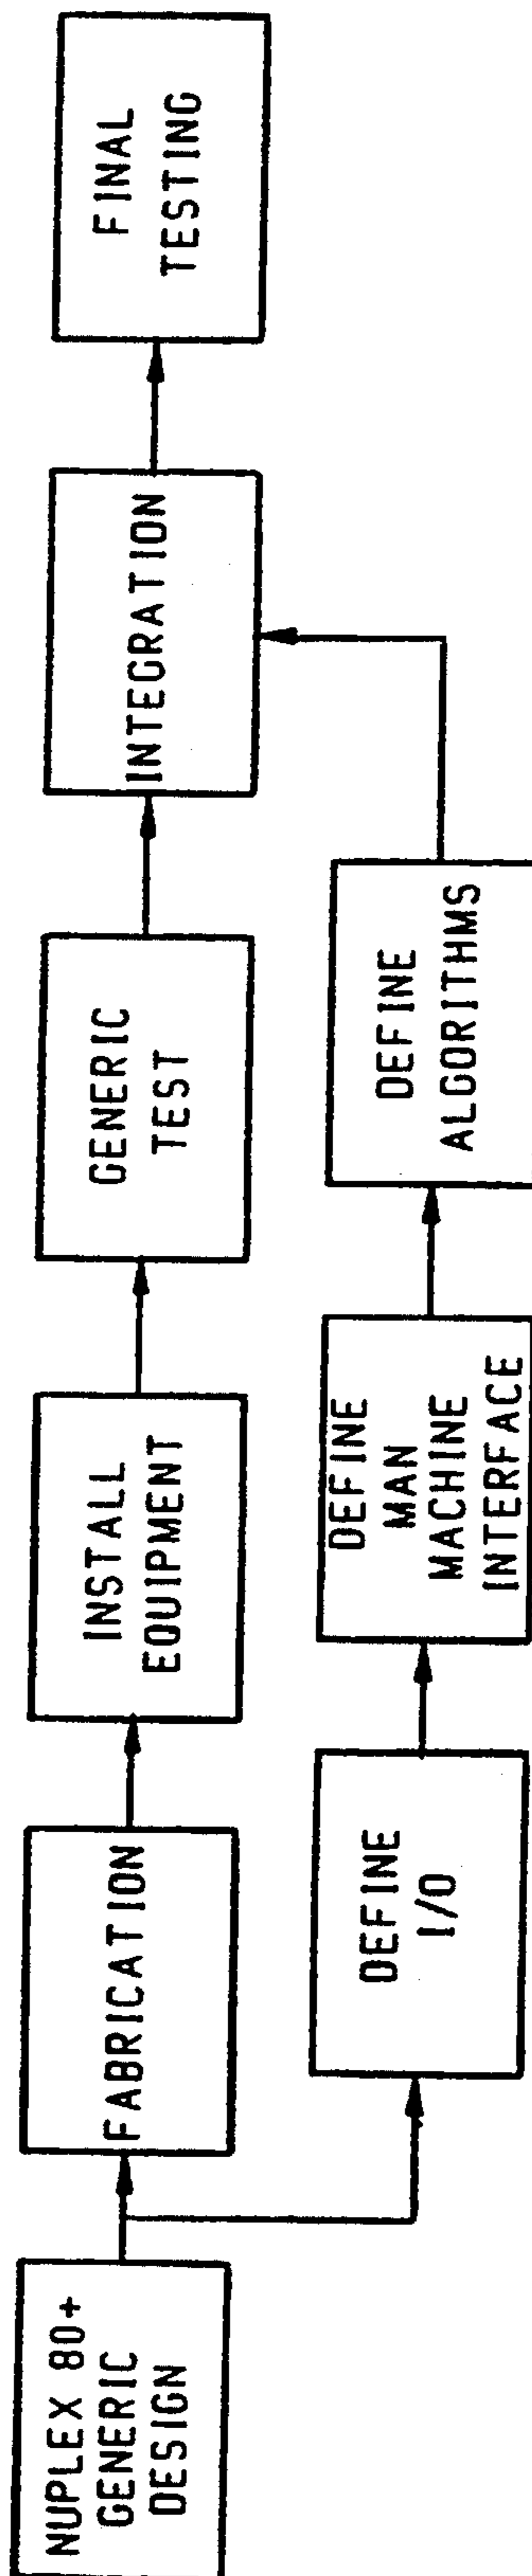 NUPLEX 80+
GENERIC
DESIGN
FABRICATION
INSTALL
EQUIPMENT
GENERIC
TEST
INTEGRATION
FINAL
TESTING
DEFINE
I/O
DEFINE
MAN
MACHINE
INTERFACE
DEFINE
ALGORITHMS